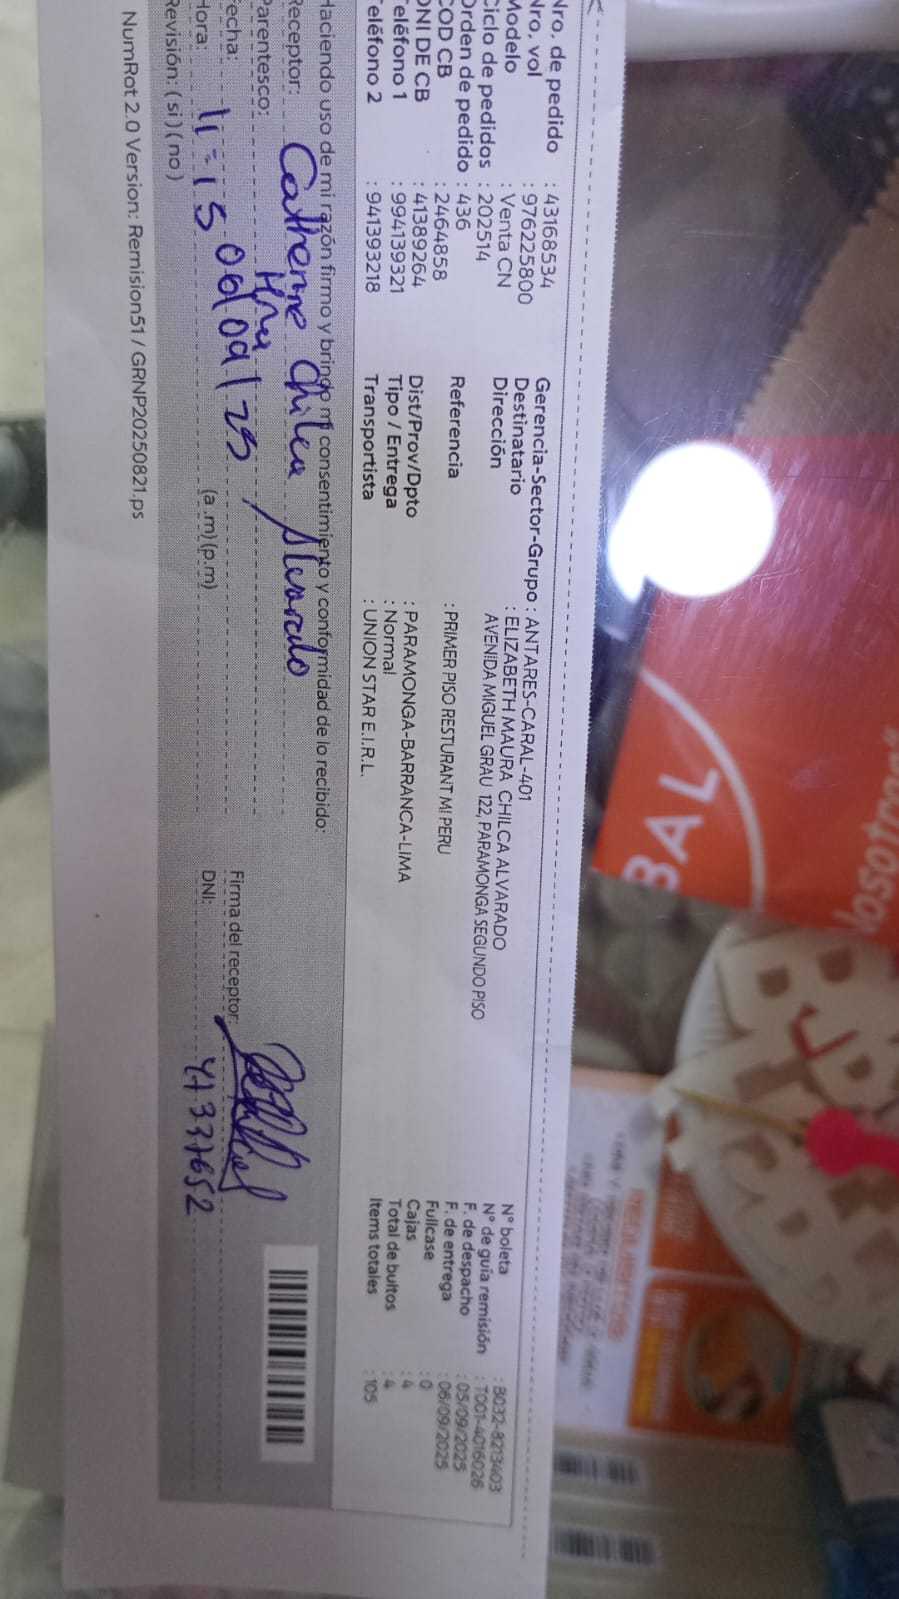 Nro. de pedido : 431685534
Nro. vol : 976225800
Modelo : Venta CN
Ciclo de pedidos : 202514
Orden de pedido : 436
COD CB : 2464858
DNI DE CB : 41389264
Teléfono 1 : 994139321
Teléfono 2 : 941393218
Gerencia-Sector-Grupo : ANTARES-CARAL-401
Destinatario : ELIZABETH MAURA CHILCA ALVARADO
Dirección AVENIDA MIGUEL GRAU 122, PARAMONGA SEGUNDO PISO
Referencia : PRIMER PISO RESTURANT MI PERU
Dist/Prov/Dpto : PARAMONGA-BARRANCA-LIMA
Tipo / Entrega : Normal
Transportista : UNION STAR E.I.R.L.
N° boleta : B032-8213403
N° de guía remisión : T001-4016026
F. de despacho : 05/09/2025
F. de entrega : 06/09/2025
Fullcase : 0
Cajas : 4
Total de bultos : 4
Items totales : 105
Haciendo uso de mi razón firmo y brindo mi consentimiento y conformidad de lo recibido:
Receptor: Catherine Chilca Alvarado
Parentesco: Hna
Fecha: 06/09/25
Hora: 11:15 (a.m)(p.m)
Revisión: ( si ) ( no )
Firma del receptor:
DNI: 47337652
NumRot 2.0 Version: Remision51 / GRNP20250821.ps
BAL
Nosotros